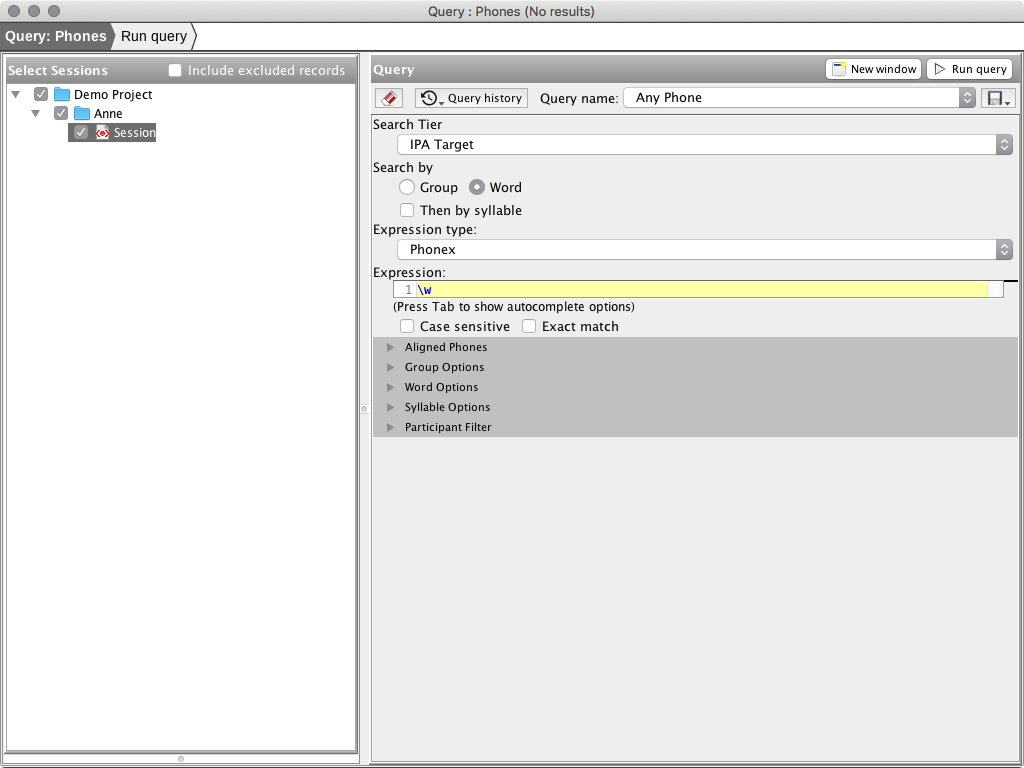 Query : Phones (No results)
Query: Phones Run query
Select Sessions Include excluded records
Demo Project
Anne
Session
Query New window Run query
Query history Query name: Any Phone
Search Tier
IPA Target
Search by
Group Word
Then by syllable
Expression type:
Phonex
Expression:
1 \w
(Press Tab to show autocomplete options)
Case sensitive Exact match
Aligned Phones
Group Options
Word Options
Syllable Options
Participant Filter